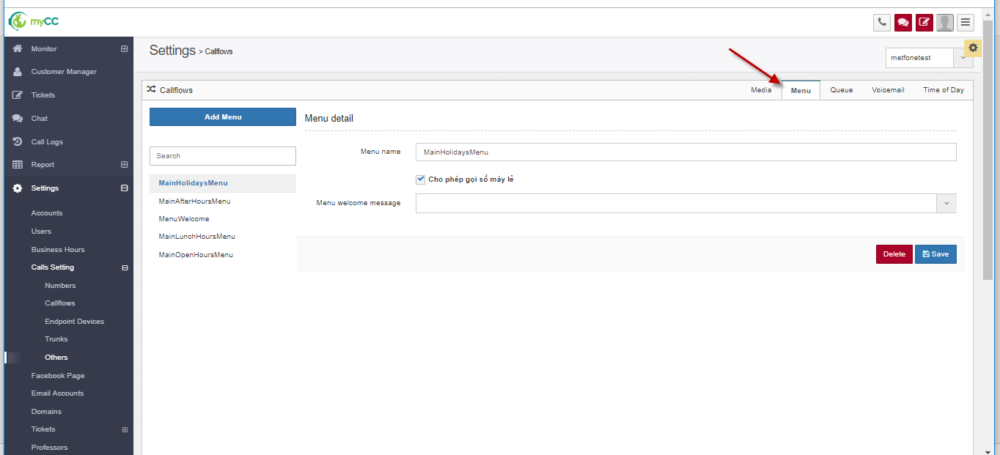 myCC
Monitor
Customer Manager
Tickets
Chat
Call Logs
Report
Settings
Accounts
Users
Business Hours
Calls Setting
Numbers
Callflows
Endpoint Devices
Trunks
Others
Facebook Page
Email Accounts
Domains
Tickets
Professors
Settings > Callflows
metfonetest
Callflows
Media Menu Queue Voicemail Time of Day
Add Menu
Search
MainHolidaysMenu
MainAfterHoursMenu
MenuWelcome
MainLunchHoursMenu
MainOpenHoursMenu
Menu detail
Menu name MainHolidaysMenu
Cho phép gọi số máy lẻ
Menu welcome message
Delete Save